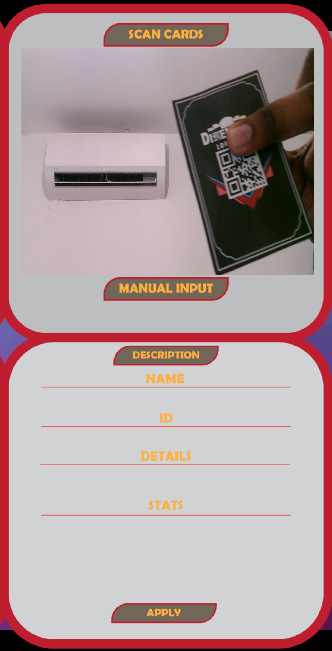 SCAN CARDS
MANUAL INPUT
DESCRIPTION
NAME
ID
DETAILS
STATS
APPLY